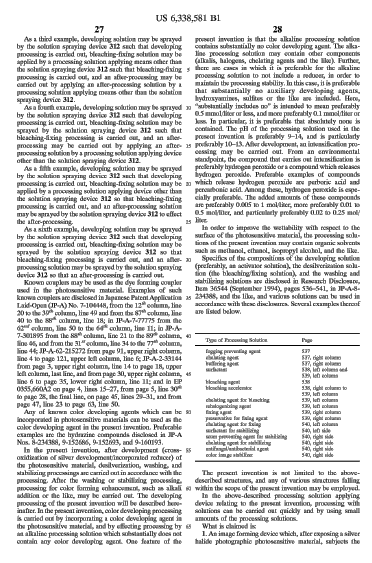 US 6,338,581 B1
27
28
As a third example, developing solution may be sprayed
by the solution spraying device 312 such that developing
processing is carried out, bleaching-fixing solution may be
applied by a processing solution applying means other than
the solution spraying device 312 such that bleaching-fixing
processing is carried out, and an after-processing may be
carried out by applying an after-processing solution by a
processing solution applying means other than the solution
spraying device 312.
As a fourth example, developing solution may be sprayed
by the solution spraying device 312 such that developing
processing is carried out, bleaching-fixing solution may be
sprayed by the solution spraying device 312 such that
bleaching-fixing processing is carried out, and an after-
processing may be carried out by applying an after-
processing solution by a processing solution applying device
other than the solution spraying device 312.
As a fifth example, developing solution may be sprayed
by the solution spraying device 312 such that developing
processing is carried out, bleaching-fixing solution may be
applied by a processing solution applying device other than
the solution spraying device 312 so that bleaching-fixing
processing is carried out, and an after-processing solution
may be sprayed by the solution spraying device 312 to effect
the after-processing.
As a sixth example, developing solution may be sprayed
by the solution spraying device 312 such that developing
processing is carried out, bleaching-fixing solution may be
sprayed by the solution spraying device 312 so that
bleaching-fixing processing is carried out, and an after-
processing solution may be sprayed by the solution spraying
device 312 so that an after-processing is carried out.
Known couplers may be used as the dye forming coupler
used in the photosensitive material. Examples of such
known couplers are disclosed in Japanese Patent Application
Laid-Open (JP-A) No. 7-104448, from the 12th column, line
20 to the 30th column, line 49 and from the 87th column, line
40 to the 88th column, line 18; in JP-A-7-77775 from the
62nd column, line 50 to the 64th column, line 11; in JP-A-
7-301895 from the 88th column, line 21 to the 89th column,
line 46, and from the 31st column, line 34 to the 77th column,
line 44; JP-A-62-215272 from page 91, upper right column,
line 4 to page 121, upper left column, line 6; JP-A-2-33144
from page 3, upper right column, line 14 to page 18, upper
left column, last line, and from page 30, upper right column,
line 6 to page 35, lower right column, line 11; and in EP
0355,660A2 on page 4, lines 15-27, from page 5, line 30
to page 28, the final line, on page 45, lines 29-31, and from
page 47, line 23 to page 63, line 50.
Any of known color developing agents which can be
incorporated in photosensitive materials can be used as the
color developing agent in the present invention. Preferable
examples are the hydrazine compounds disclosed in JP-A
Nos. 8-234388, 9-152686, 9-152693, and 9-160193.
In the present invention, after development (cross-
oxidization of silver development/incorporated reducer) of
the photosensitive material, desilverization, washing, and
stabilizing processings are carried out in accordance with the
processing. After the washing or stabilizing processing,
processing for color forming enhancement, such as alkali
addition or the like, may be carried out. The developing
processing of the present invention will be described here-
inafter. In the present invention, color developing processing
is carried out by incorporating a color developing agent in
the photosensitive material, and by effecting processing by
an alkaline processing solution which substantially does not
contain any color developing agent. One feature of the
5
10
15
20
25
30
35
40
45
50
55
60
65
present invention is that the alkaline processing solution
contains substantially no color developing agent. The alka-
line processing solution may contain other components
(alkalis, halogens, chelating agents and the like). Further,
there are cases in which it is preferable for the alkaline
processing solution to not include a reducer, in order to
maintain the processing stability. In this case, it is preferable
that substantially no auxiliary developing agents,
hydroxyamines, sulfites or the like are included. Here,
"substantially includes no" is intended to mean preferably
0.5 mmol/liter or less, and more preferably 0.1 mmol/liter or
less. In particular, it is preferable that absolutely none is
contained. The pH of the processing solution used in the
present invention is preferably 9-14, and particularly
preferably 10-13. After development, an intensification pro-
cessing may be carried out. From an environmental
standpoint, the compound that carries out intensification is
preferably hydrogen peroxide or a compound which releases
hydrogen peroxide. Preferable examples of compounds
which release hydrogen peroxide are perboric acid and
percarbonic acid. Among these, hydrogen peroxide is espe-
cially preferable. The added amounts of these compounds
are preferably 0.005 to 1 mol/liter, more preferably 0.01 to
0.5 mol/liter, and particularly preferably 0.02 to 0.25 mol/
liter.
In order to improve the wettability with respect to the
surface of the photosensitive material, the processing solu-
tions of the present invention may contain organic solvents
such as methanol, ethanol, isopropyl alcohol, and the like.
Specifics of the compositions of the developing solution
(preferably, an activator solution), the desilverization solu-
tion (the bleaching/fixing solution), and the washing and
stabilizing solutions are disclosed in Research Disclosure,
Item 36544 (September 1994), pages 536-541, in JP-A-8-
234388, and the like, and various solutions can be used in
accordance with these disclosures. Several examples thereof
are listed below.
Type of Processing Solution Page
fogging preventing agent 537
chelating agent 537, right column
buffering agent 537, right column
surfactant 538, left column and
539, left column
bleaching agent 538
bleaching accelerator 538, right column to
539, left column
chelating agent for bleaching 539, left column
rehalogenizing agent 539, left column
fixing agent 539, right column
preservative for fixing agent 539, right column
chelating agent for fixing 540, left column
surfactant for stabilizing 540, left side
scum preventing agent for stabilizing 540, right side
chelating agent for stabilizing 540, right side
antifungal/antibacterial agent 540, right side
color image stabilizer 540, right side
The present invention is not limited to the above-
described structures, and any of various structures falling
within the scope of the present invention may be employed.
In the above-described processing solution applying
device relating to the present invention, processing with
solutions can be carried out quickly and by using small
amounts of the processing solutions.
What is claimed is:
1. An image forming device which, after exposing a silver
halide photographic photosensitive material, subjects the